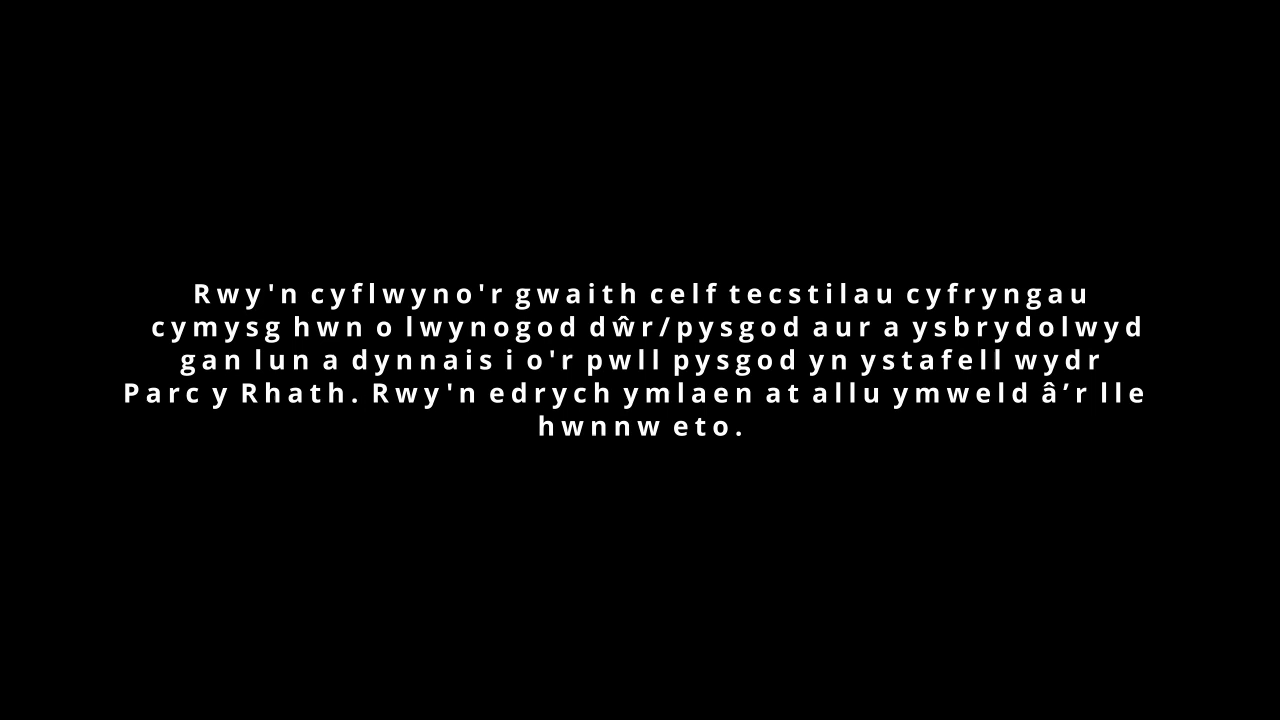 Rwy'n cyflwyno'r gwaith celf tecstilau cyfryngau
cymysg hwn o lwynogod dŵr/pysgod aur a ysbrydolwyd
gan lun a dynnais i o'r pwll pysgod yn ystafell wydr
Parc y Rhath. Rwy'n edrych ymlaen at allu ymweld â’r lle
hwnnw eto.